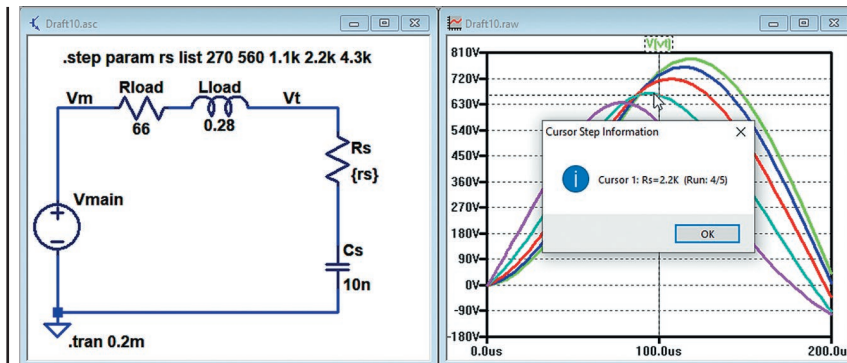 Draft10.asc
.step param rs list 270 560 1.1k 2.2k 4.3k
Rload
Lload
Vm
Vt
66
0.28
Rs
{rs}
Vmain
Cs
10n
.tran 0.2m
Draft10.raw
V(vt)
810V
720V
630V
540V
450V
360V
270V
180V
90V
0V
-90V
-180V
0.0us
100.0us
200.0us
Cursor Step Information
Cursor 1: Rs=2.2K (Run: 4/5)
OK